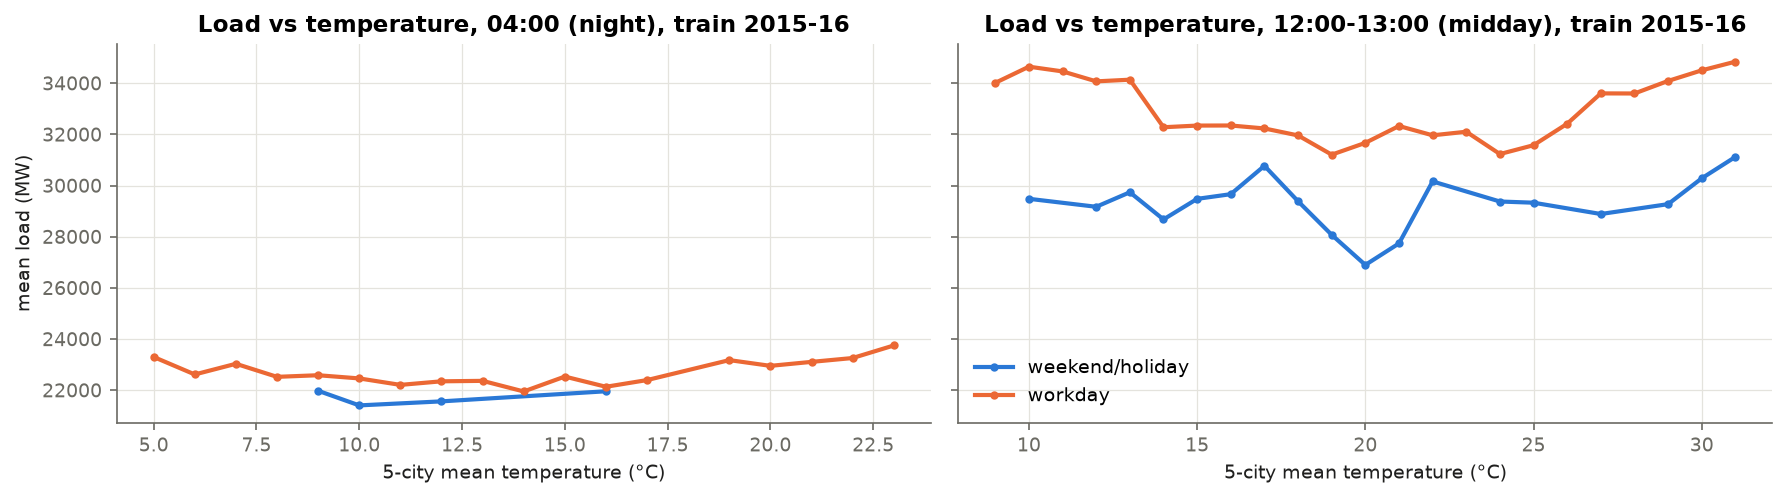 Load vs temperature, 04:00 (night), train 2015-16
Load vs temperature, 12:00-13:00 (midday), train 2015-16
mean load (MW)
34000
32000
30000
28000
26000
24000
22000
weekend/holiday
workday
5.0 7.5 10.0 12.5 15.0 17.5 20.0 22.5
10 15 20 25 30
5-city mean temperature (°C)
5-city mean temperature (°C)